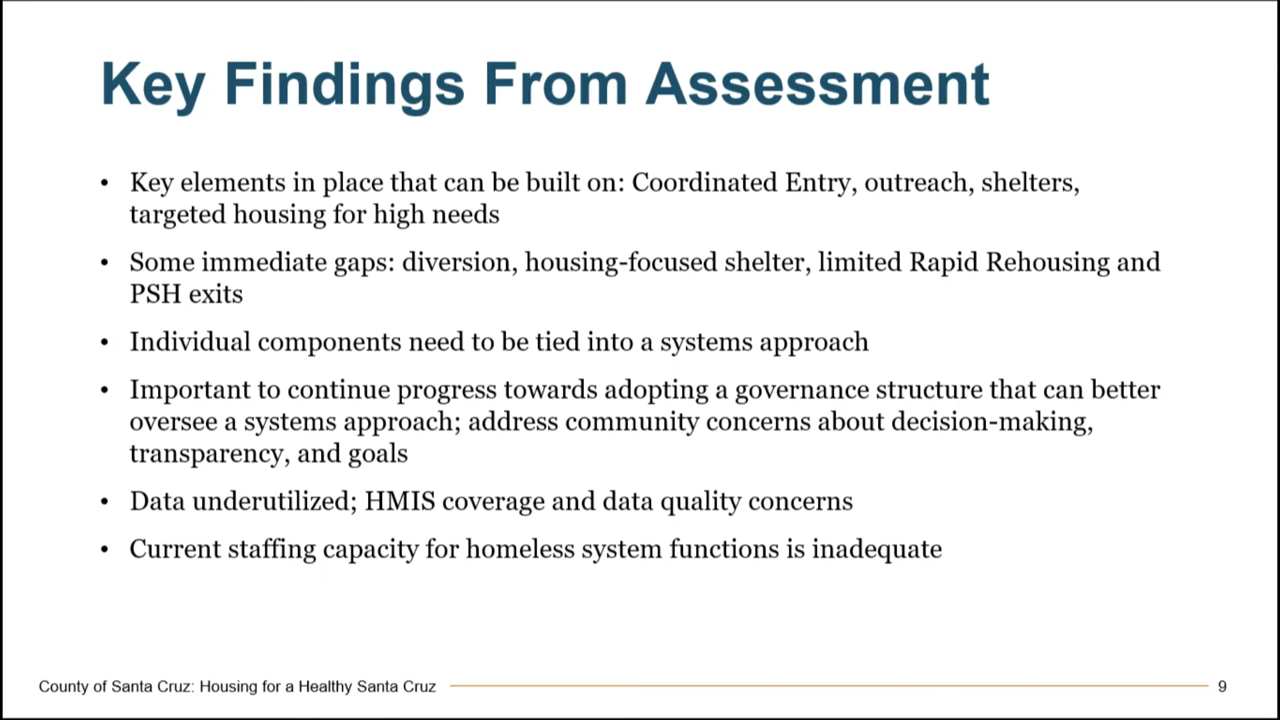 Key Findings From Assessment
• Key elements in place that can be built on: Coordinated Entry, outreach, shelters,
targeted housing for high needs
• Some immediate gaps: diversion, housing-focused shelter, limited Rapid Rehousing and
PSH exits
• Individual components need to be tied into a systems approach
• Important to continue progress towards adopting a governance structure that can better
oversee a systems approach; address community concerns about decision-making,
transparency, and goals
• Data underutilized; HMIS coverage and data quality concerns
• Current staffing capacity for homeless system functions is inadequate
County of Santa Cruz: Housing for a Healthy Santa Cruz 9